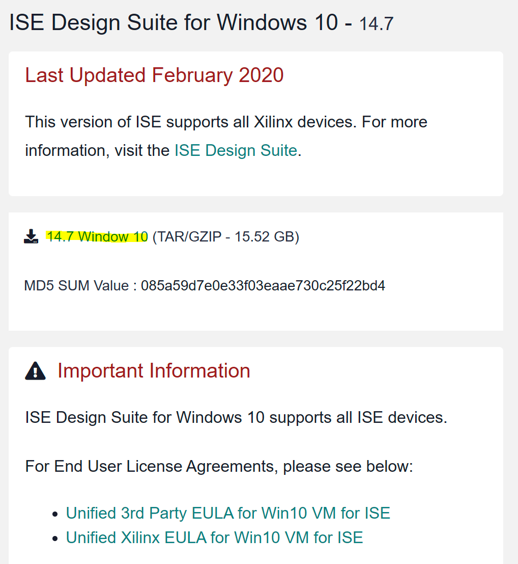 ISE Design Suite for Windows 10 - 14.7
Last Updated February 2020
This version of ISE supports all Xilinx devices. For more
information, visit the ISE Design Suite.
14.7 Window 10 (TAR/GZIP - 15.52 GB)
MD5 SUM Value : 085a59d7e0e33f03eaae730c25f22bd4
Important Information
ISE Design Suite for Windows 10 supports all ISE devices.
For End User License Agreements, please see below:
• Unified 3rd Party EULA for Win10 VM for ISE
• Unified Xilinx EULA for Win10 VM for ISE